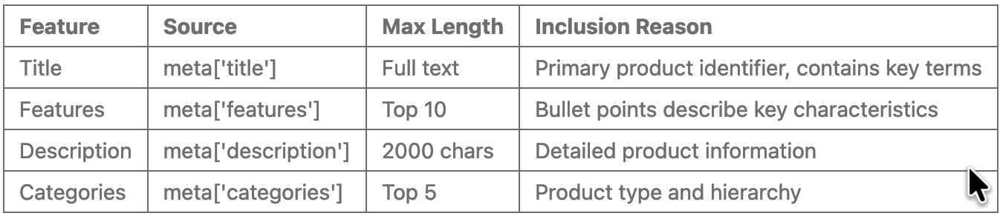 Feature Source Max Length Inclusion Reason
Title meta['title'] Full text Primary product identifier, contains key terms
Features meta['features'] Top 10 Bullet points describe key characteristics
Description meta['description'] 2000 chars Detailed product information
Categories meta['categories'] Top 5 Product type and hierarchy